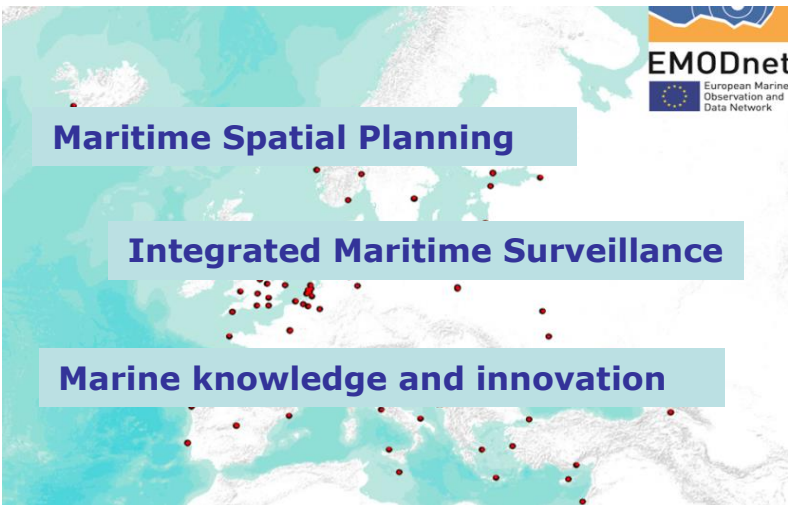 EMODnet
European Marine
Observation and
Data Network
Maritime Spatial Planning
Integrated Maritime Surveillance
Marine knowledge and innovation